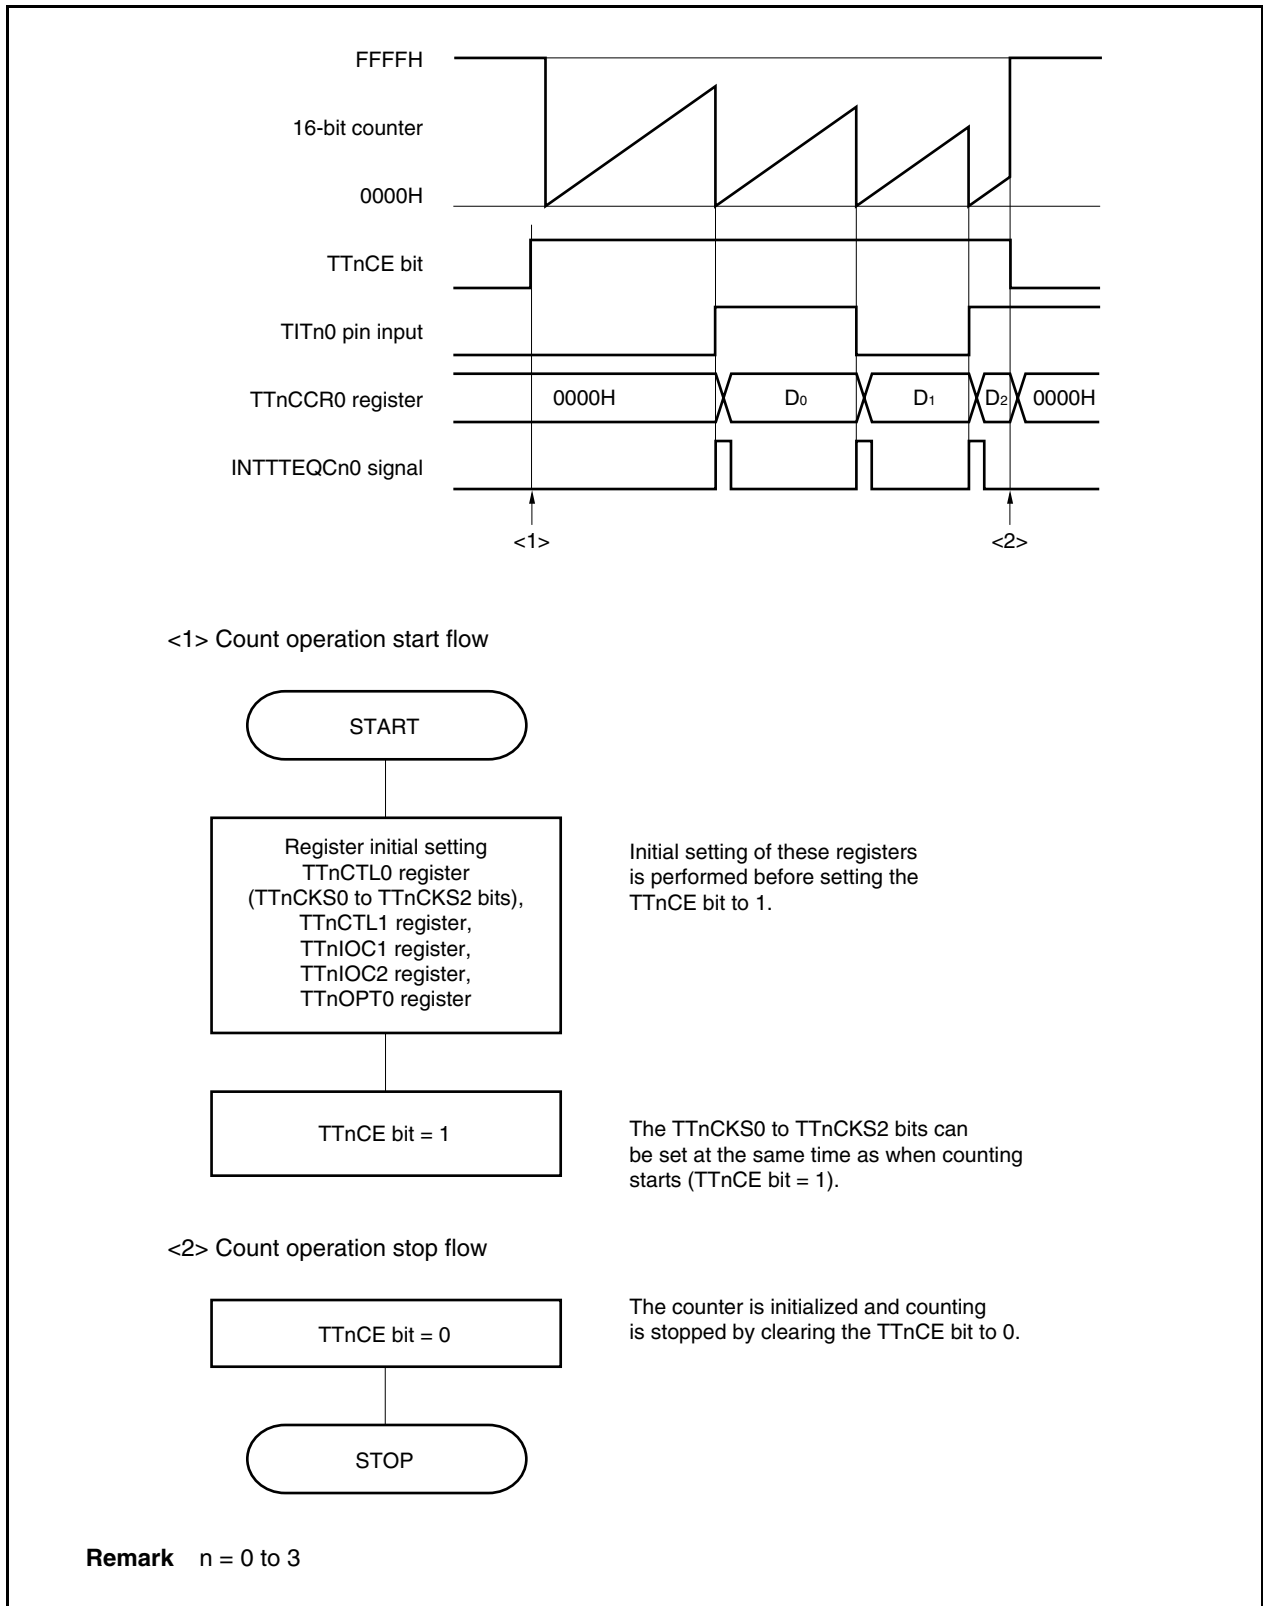 FFFFH
16-bit counter
0000H
TTnCE bit
TITn0 pin input
TTnCCR0 register
0000H
D0
D1
D2
0000H
INTTTEQCn0 signal
<1>
<2>
<1> Count operation start flow
START
Register initial setting
TTnCTL0 register
(TTnCKS0 to TTnCKS2 bits),
TTnCTL1 register,
TTnIOC1 register,
TTnIOC2 register,
TTnOPT0 register
Initial setting of these registers
is performed before setting the
TTnCE bit to 1.
TTnCE bit = 1
The TTnCKS0 to TTnCKS2 bits can
be set at the same time as when counting
starts (TTnCE bit = 1).
<2> Count operation stop flow
TTnCE bit = 0
The counter is initialized and counting
is stopped by clearing the TTnCE bit to 0.
STOP
Remark n = 0 to 3